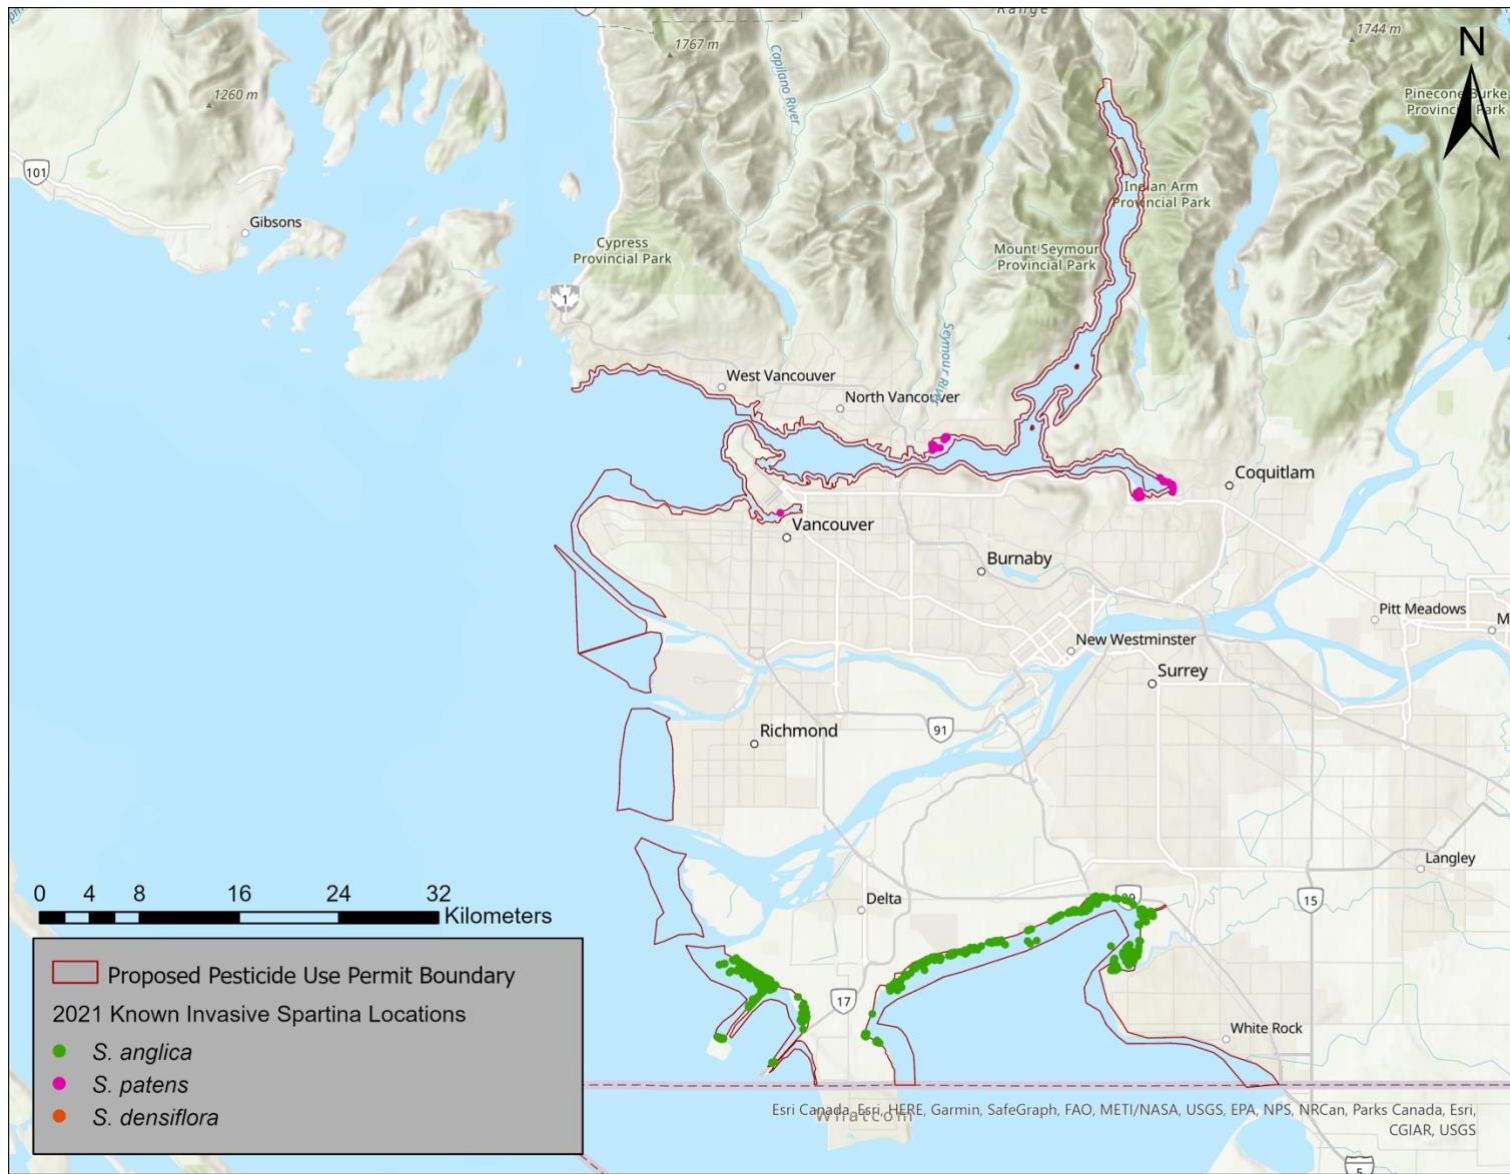 Range
1767 m
1744 m
N
Capilano River
1260 m
Pinecone Burke
Provincial Park
101
Indian Arm
Provincial Park
Gibsons
Cypress
Provincial Park
Mount Seymour
Provincial Park
1
Seymour River
West Vancouver
North Vancouver
Coquitlam
Vancouver
Burnaby
Pitt Meadows
M
New Westminster
Surrey
Richmond
91
Langley
0 4 8 16 24 32
Kilometers
Delta
99
15
Proposed Pesticide Use Permit Boundary
2021 Known Invasive Spartina Locations
S. anglica
S. patens
S. densiflora
17
White Rock
Whatcom
Esri Canada, Esri, HERE, Garmin, SafeGraph, FAO, METI/NASA, USGS, EPA, NPS, NRCan, Parks Canada, Esri,
CGIAR, USGS
5